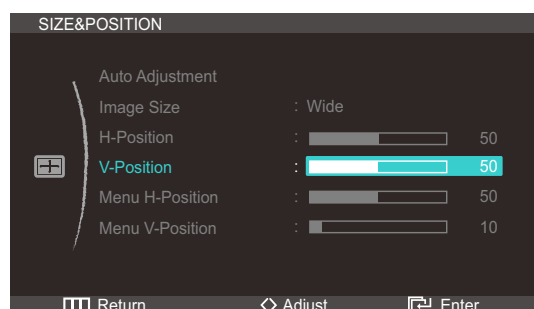 SIZE&POSITION
Auto Adjustment
Image Size : Wide
H-Position : 50
V-Position : 50
Menu H-Position : 50
Menu V-Position : 10
Return Adjust Enter